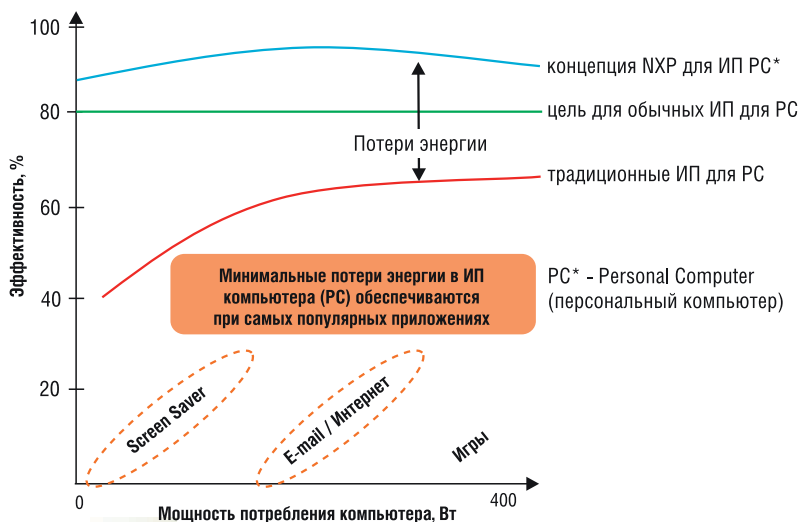 100
концепция NXP для ИП PC*
цель для обычных ИП для PC
80
Потери энергии
традиционные ИП для PC
60
Эффективность, %
Минимальные потери энергии в ИП
компьютера (PC) обеспечиваются
при самых популярных приложениях
PC* - Personal Computer
(персональный компьютер)
40
20
Screen Saver
E-mail / Интернет
Игры
0
400
Мощность потребления компьютера, Вт